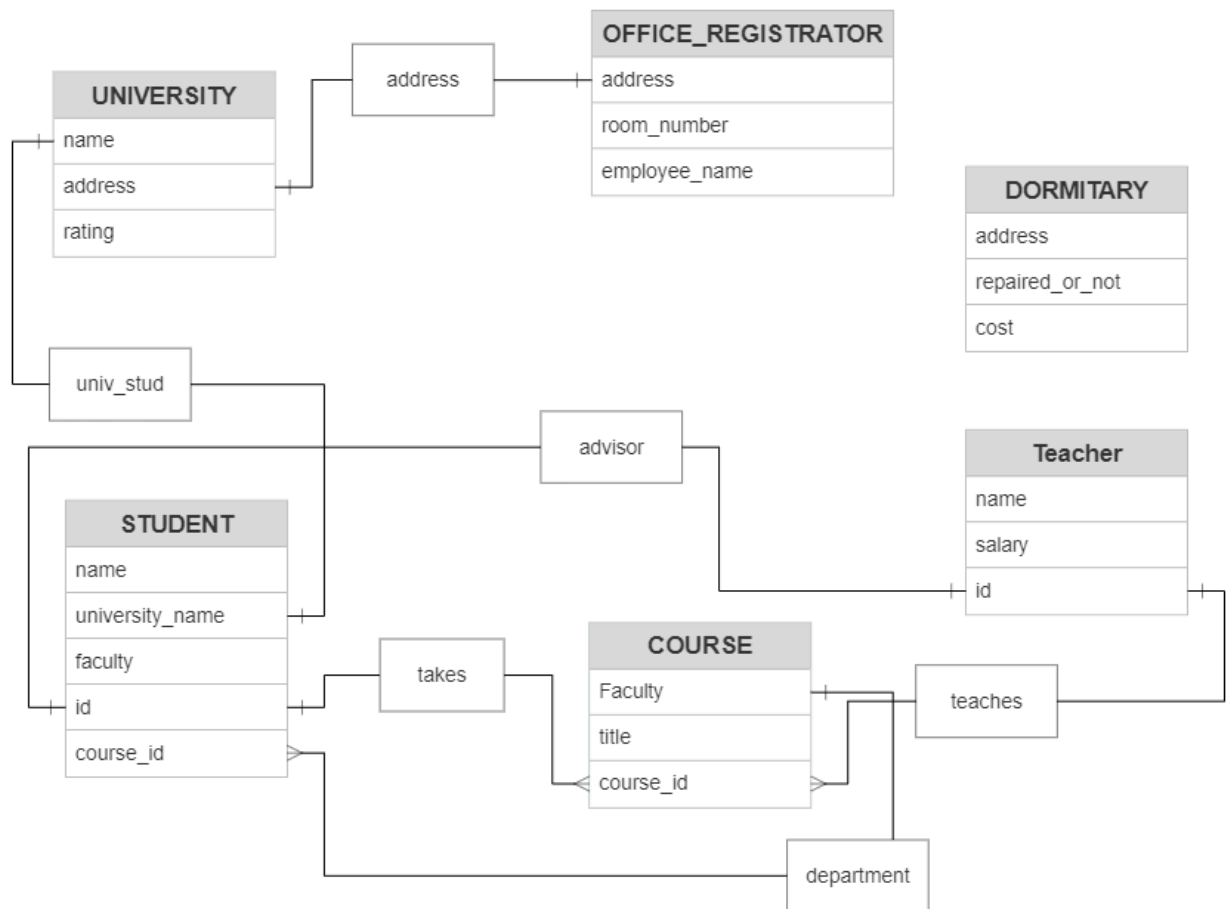 OFFICE_REGISTRATOR
address
room_number
employee_name
address
UNIVERSITY
name
address
rating
DORMITARY
address
repaired_or_not
cost
univ_stud
advisor
Teacher
name
salary
id
STUDENT
name
university_name
faculty
id
course_id
takes
COURSE
Faculty
title
course_id
teaches
department